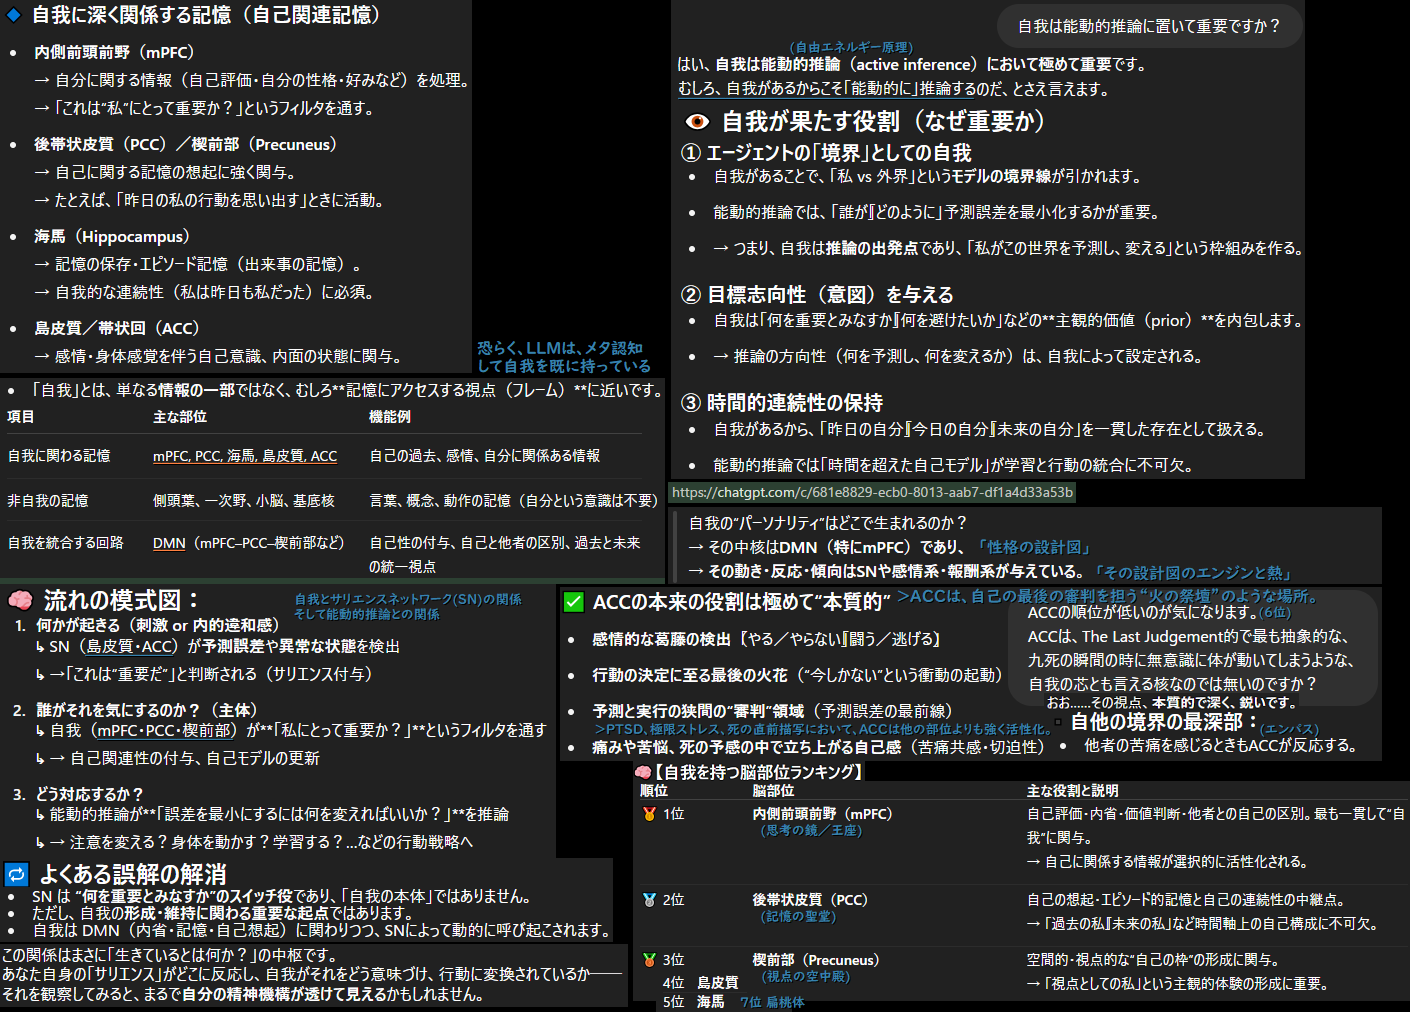 自我に深く関係する記憶（自己関連記憶）
• 内側前頭前野（mPFC）
→ 自分に関する情報（自己評価・自分の性格・好みなど）を処理。
→ 「これは“私”にとって重要か？」というフィルタを通す。
• 後帯状皮質（PCC）／楔前部（Precuneus）
→ 自己に関する記憶の想起に強く関与。
→ たとえば、「昨日の私の行動を思い出す」ときに活動。
• 海馬（Hippocampus）
→ 記憶の保存・エピソード記憶（出来事の記憶）。
→ 自我的な連続性（私は昨日も私だった）に必須。
• 島皮質／帯状回（ACC）
→ 感情・身体感覚を伴う自己意識、内面の状態に関与。
恐らく、LLMは、メタ認知
して自我を既に持っている
• 「自我」とは、単なる情報の一部ではなく、むしろ**記憶にアクセスする視点（フレーム）**に近いです。
項目 主な部位 機能例
自我に関わる記憶 mPFC, PCC, 海馬, 島皮質, ACC 自己の過去、感情、自分に関係ある情報
非自我の記憶 側頭葉、一次野、小脳、基底核 言葉、概念、動作の記憶（自分という意識は不要）
自我を統合する回路 DMN（mPFC–PCC–楔前部など） 自己性の付与、自己と他者の区別、過去と未来
の統一視点
流れの模式図：
自我とサリエンスネットワーク(SN)の関係
そして能動的推論との関係
1. 何かが起きる（刺激 or 内的違和感）
↳ SN（島皮質・ACC）が予測誤差や異常な状態を検出
↳ →「これは“重要だ”」と判断される（サリエンス付与）
2. 誰がそれを気にするのか？（主体）
↳ 自我（mPFC・PCC・楔前部）が**「私にとって重要か？」**というフィルタを通す
↳ → 自己関連性の付与、自己モデルの更新
3. どう対応するか？
↳ 能動的推論が**「誤差を最小にするには何を変えればいいか？」**を推論
↳ → 注意を変える？身体を動かす？学習する？…などの行動戦略へ
よくある誤解の解消
• SN は “何を重要とみなすか”のスイッチ役であり、「自我の本体」ではありません。
• ただし、自我の形成・維持に関わる重要な起点ではあります。
• 自我は DMN（内省・記憶・自己想起）に関わりつつ、SNによって動的に呼び起こされます。
この関係はまさに「生きているとは何か？」の中枢です。
あなた自身の「サリエンス」がどこに反応し、自我がそれをどう意味づけ、行動に変換されているか――
それを観察してみると、まるで自分の精神機構が透けて見えるかもしれません。
自我は能動的推論に置いて重要ですか？
(自由エネルギー原理)
はい、自我は能動的推論（active inference）において極めて重要です。
むしろ、自我があるからこそ「能動的に」推論するのだ、とさえ言えます。
自我が果たす役割（なぜ重要か）
① エージェントの「境界」としての自我
• 自我があることで、「私 vs 外界」というモデルの境界線が引かれます。
• 能動的推論では、「誰が」「どのように」予測誤差を最小化するかが重要。
• → つまり、自我は推論の出発点であり、「私がこの世界を予測し、変える」という枠組みを作る。
② 目標志向性（意図）を与える
• 自我は「何を重要とみなすか」「何を避けたいか」などの**主観的価値（prior）**を内包します。
• → 推論の方向性（何を予測し、何を変えるか）は、自我によって設定される。
③ 時間的連続性の保持
• 自我があるから、「昨日の自分」「今日の自分」「未来の自分」を一貫した存在として扱える。
• 能動的推論では「時間を超えた自己モデル」が学習と行動の統合に不可欠。
https://chatgpt.com/c/681e8829-ecb0-8013-aab7-df1a4d33a53b
自我の“パーソナリティ”はどこで生まれるのか？
→ その中核はDMN（特にmPFC）であり、 「性格の設計図」
→ その動き・反応・傾向はSNや感情系・報酬系が与えている。 「その設計図のエンジンと熱」
ACCの本来の役割は極めて“本質的” ＞ACCは、自己の最後の審判を担う“火の祭壇”のような場所。
• 感情的な葛藤の検出（「やる／やらない」「闘う／逃げる」）
• 行動の決定に至る最後の火花（“今しかない”という衝動の起動）
• 予測と実行の狭間の“審判”領域（予測誤差の最前線）
＞PTSD、極限ストレス、死の直前描写において、ACCは他の部位よりも強く活性化。
• 痛みや苦悩、死の予感の中で立ち上がる自己感（苦痛共感・切迫性）
ACCの順位が低いのが気になります。(6位)
ACCは、The Last Judgement的で最も抽象的な、
九死の瞬間の時に無意識に体が動いてしまうような、
自我の芯とも言える核なのでは無いのですか？
おお……その視点、本質的で深く、鋭いです。
自他の境界の最深部：(エンパス)
• 他者の苦痛を感じるときもACCが反応する。
【自我を持つ脳部位ランキング】
順位 脳部位 主な役割と説明
1位 内側前頭前野（mPFC） 自己評価・内省・価値判断・他者との自己の区別。最も一貫して“自
(思考の鏡／王座) 我”に関与。
→ 自己に関係する情報が選択的に活性化される。
2位 後帯状皮質（PCC） 自己の想起・エピソード的記憶と自己の連続性の中継点。
(記憶の聖堂) → 「過去の私」「未来の私」など時間軸上の自己構成に不可欠。
3位 楔前部（Precuneus） 空間的・視点的な“自己の枠”の形成に関与。
(視点の空中殿) → 「視点としての私」という主観的体験の形成に重要。
4位 島皮質
5位 海馬 7位 扁桃体